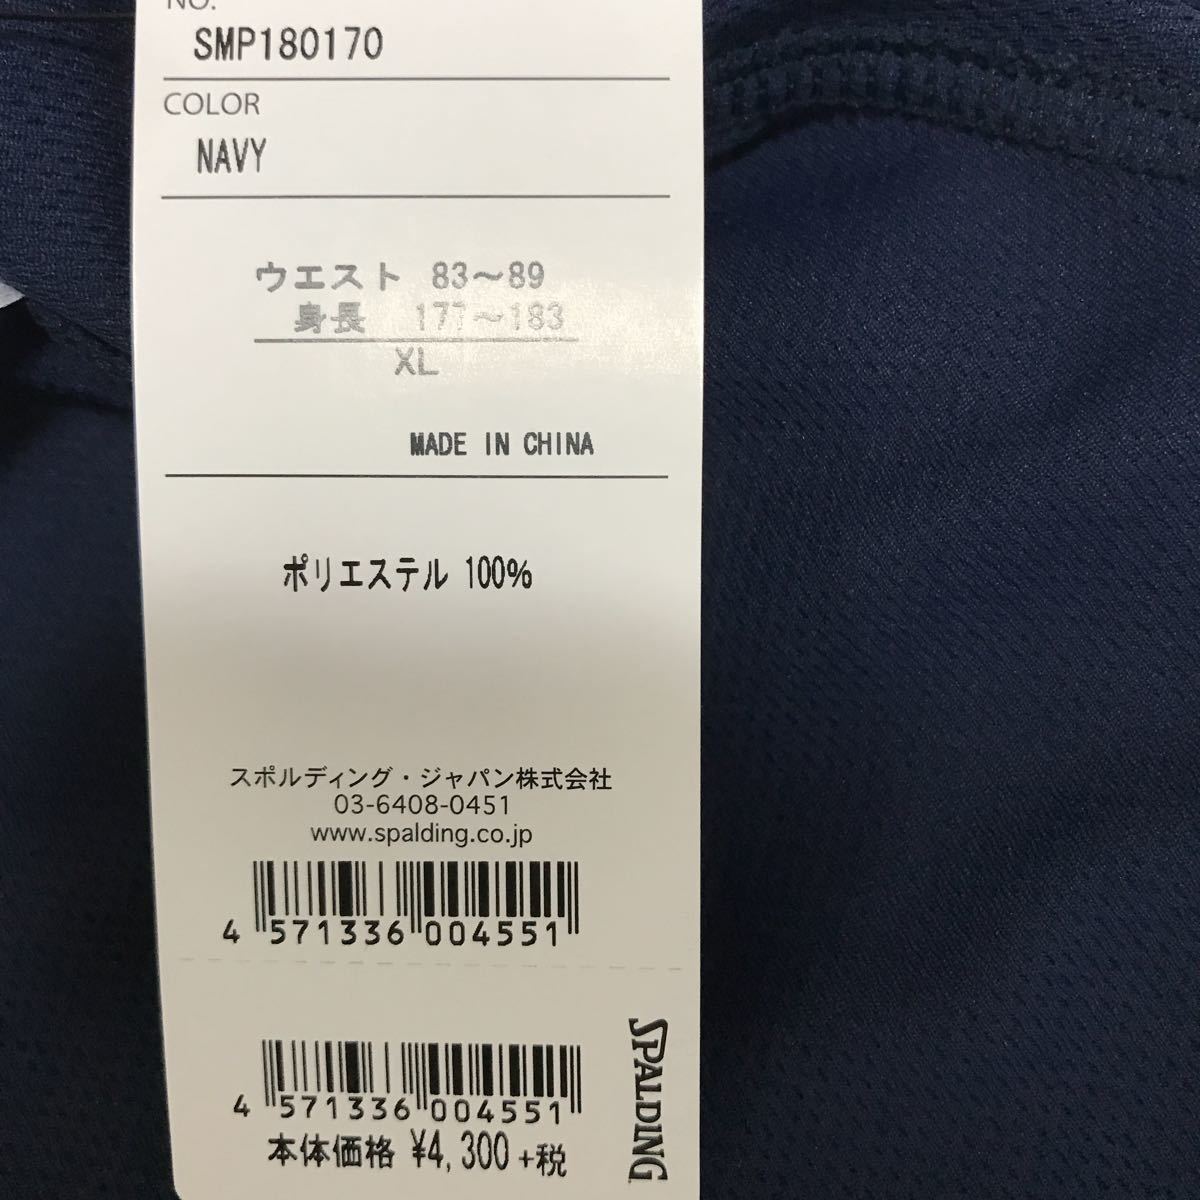 NO.
SMP180170
COLOR
NAVY
ウエスト 83～89
身長 177～183
XL
MADE IN CHINA
ポリエステル 100%
スポルディング・ジャパン株式会社
03-6408-0451
www.spalding.co.jp
4 571336 004551
4 571336 004551
本体価格 ¥4,300+税
SPALDING